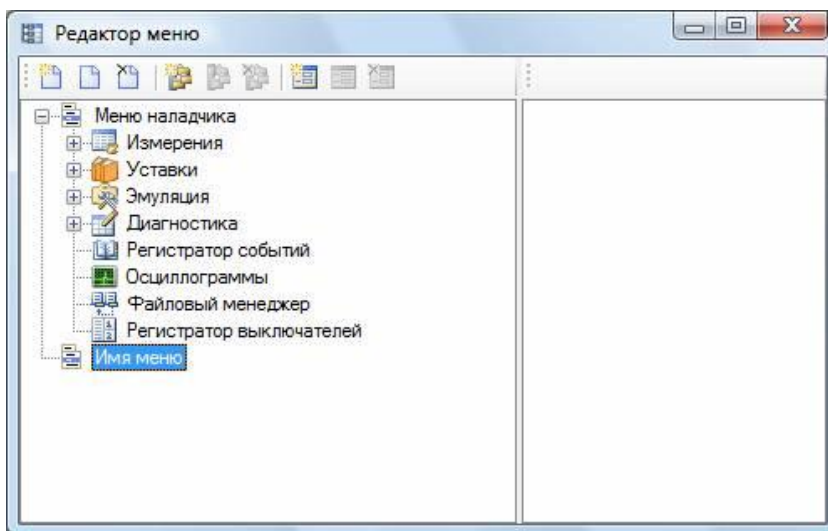 Редактор меню
Меню наладчика
Измерения
Уставки
Эмуляция
Диагностика
Регистратор событий
Осциллограммы
Файловый менеджер
Регистратор выключателей
Имя меню